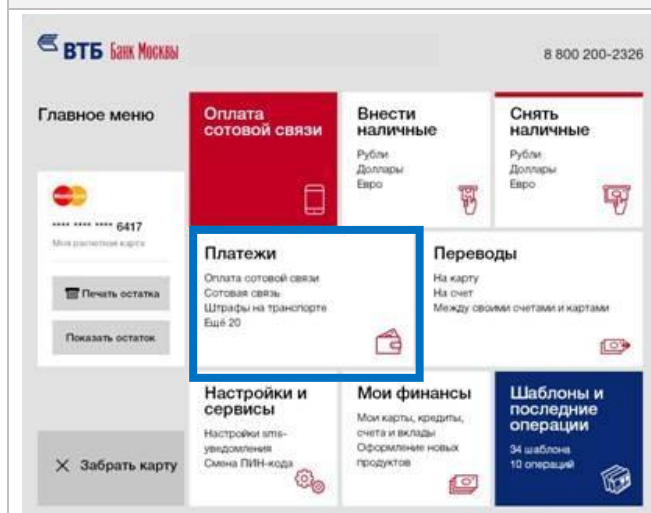 ВТБ Банк Москвы
8 800 200-2326
Главное меню
**** **** **** 6417
Моя расчетная карта
Печать остатка
Показать остаток
Забрать карту
Оплата
сотовой связи
Внести
наличные
Рубли
Доллары
Евро
Снять
наличные
Рубли
Доллары
Евро
Платежи
Оплата сотовой связи
Сотовая связь
Штрафы на транспорте
Ещё 20
Переводы
На карту
На счет
Между своими счетами и картами
Настройки и
сервисы
Настройки sms-
уведомления
Смена ПИН-кода
Мои финансы
Мои карты, кредиты,
счета и вклады
Оформление новых
продуктов
Шаблоны и
последние
операции
34 шаблона
10 операций